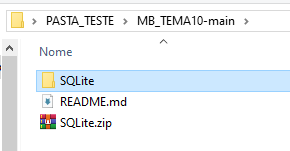 > PASTA_TESTE > MB_TEMA10-main >
Nome
SQLite
README.md
SQLite.zip